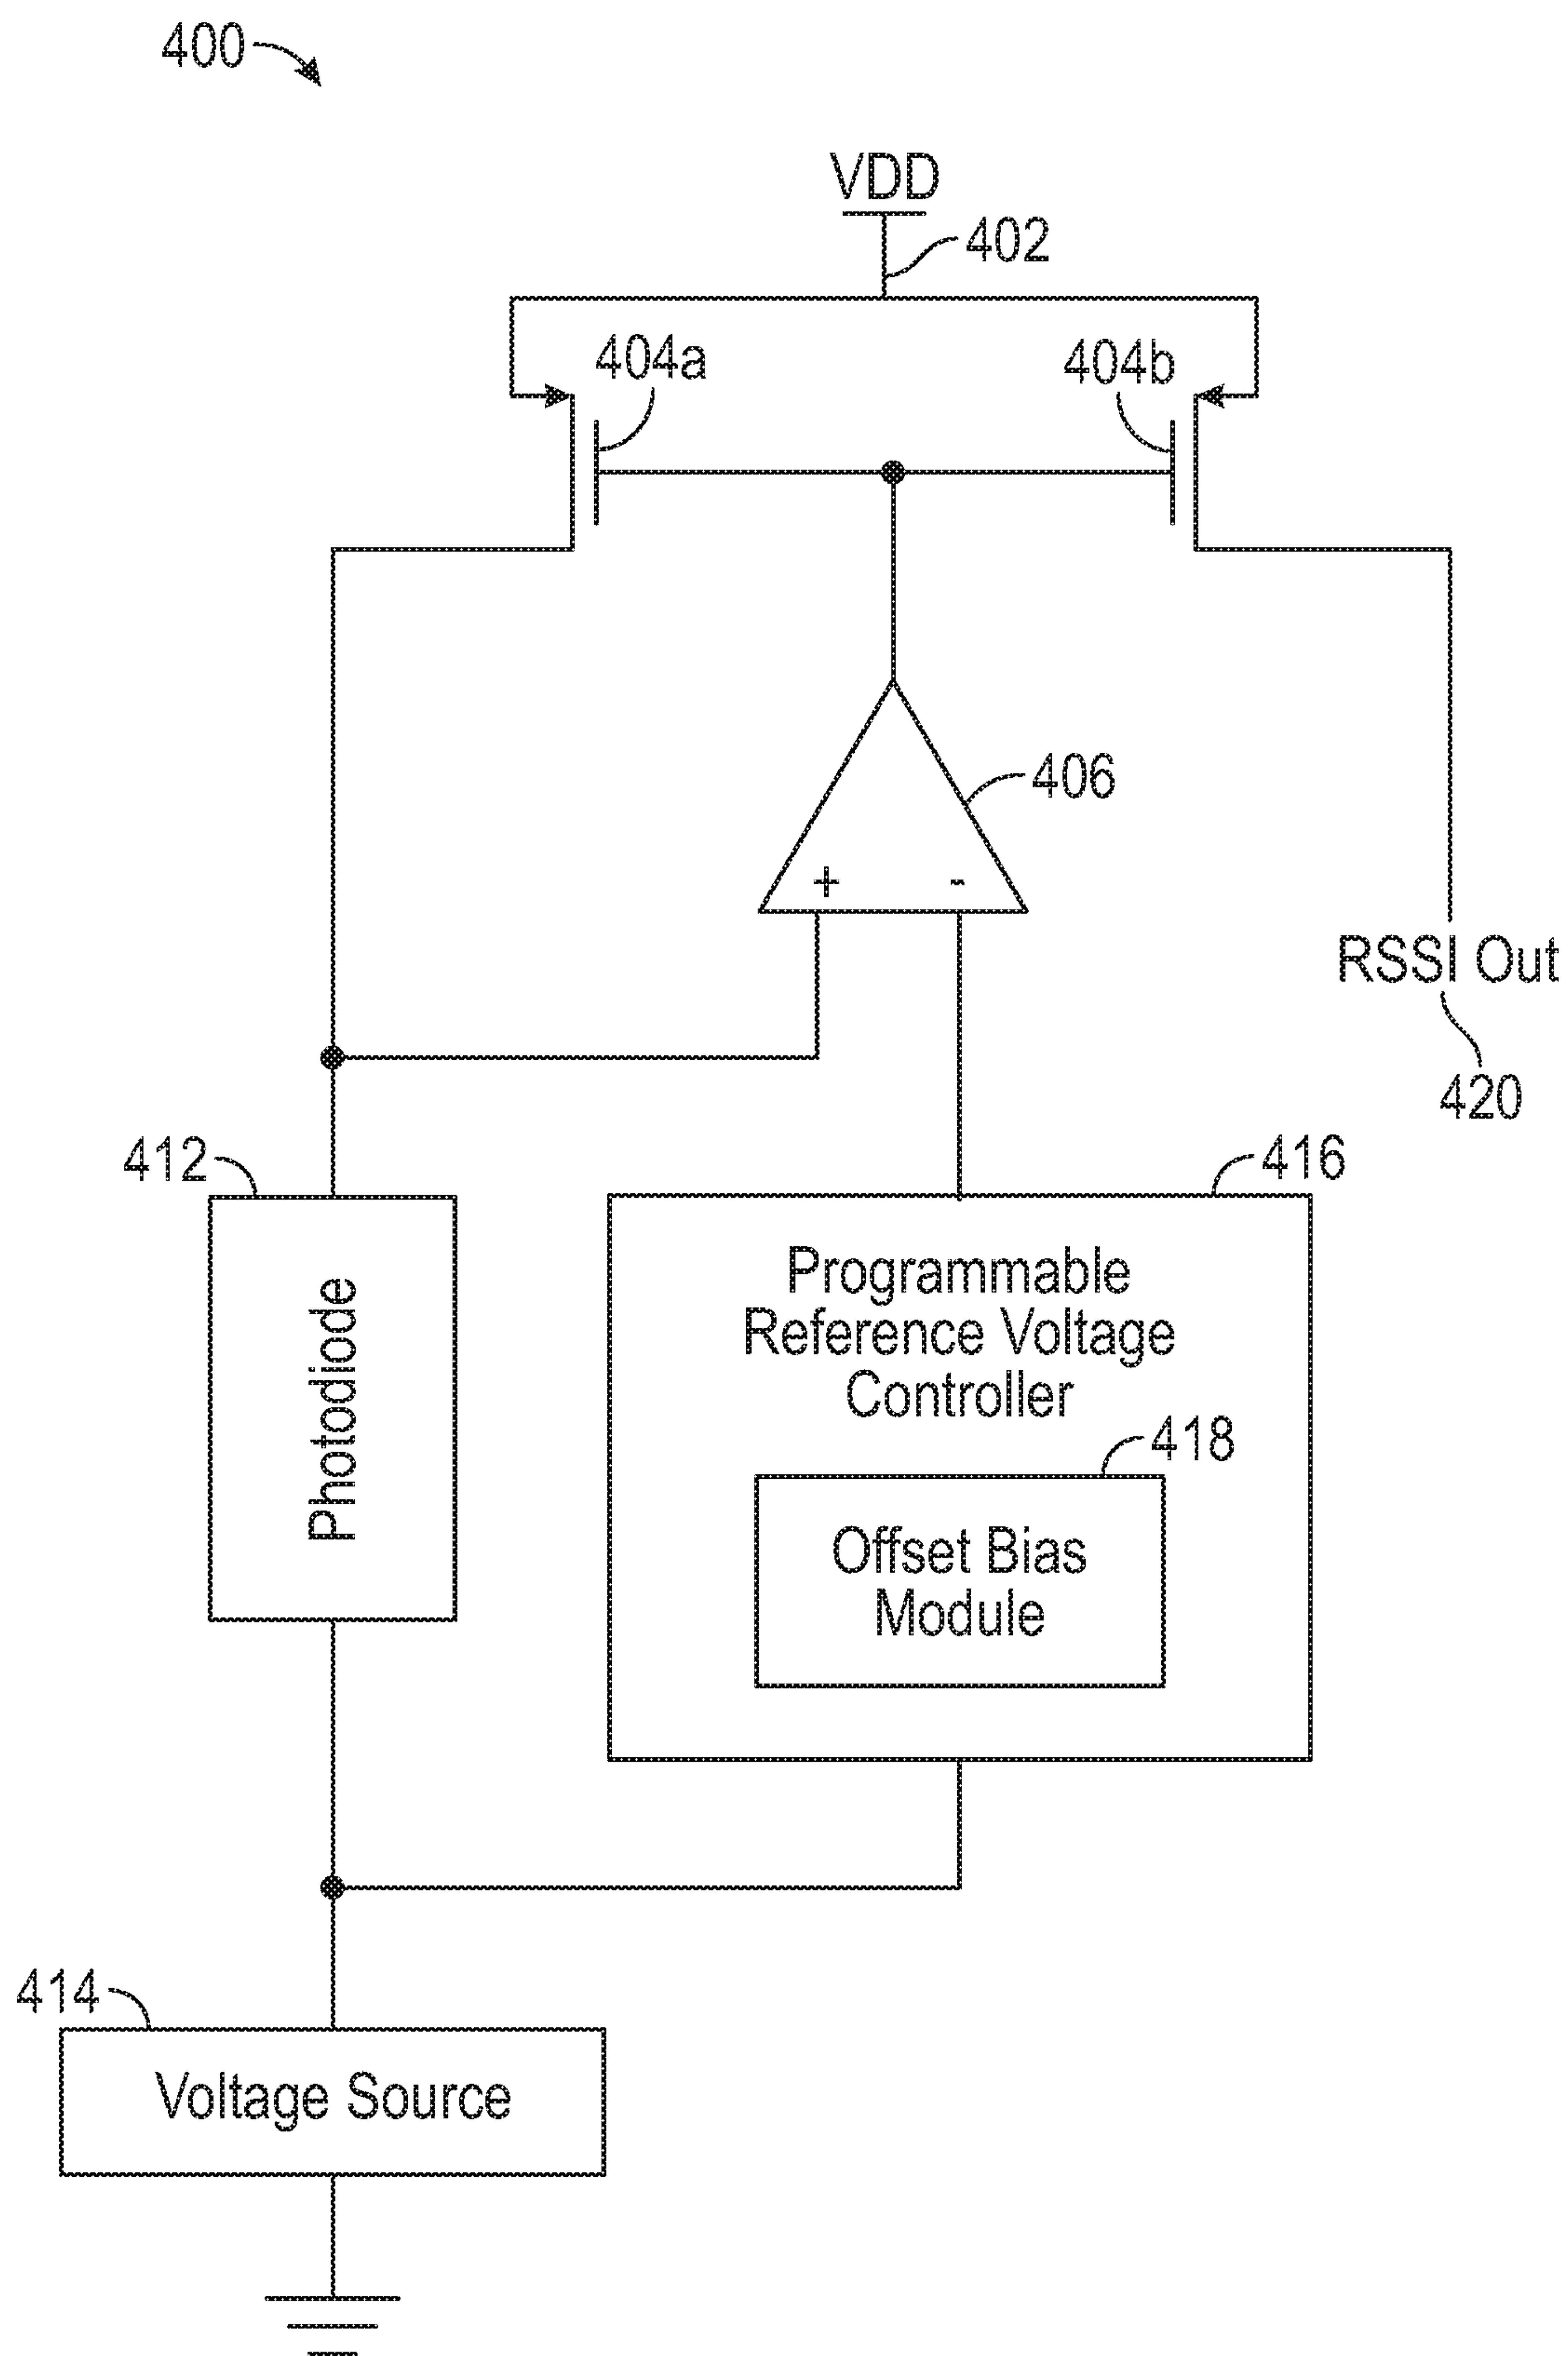 400
VDD
402
404a
404b
406
+
-
RSSI Out
420
412
416
Photodiode
Programmable
Reference Voltage
Controller
418
Offset Bias
Module
414
Voltage Source